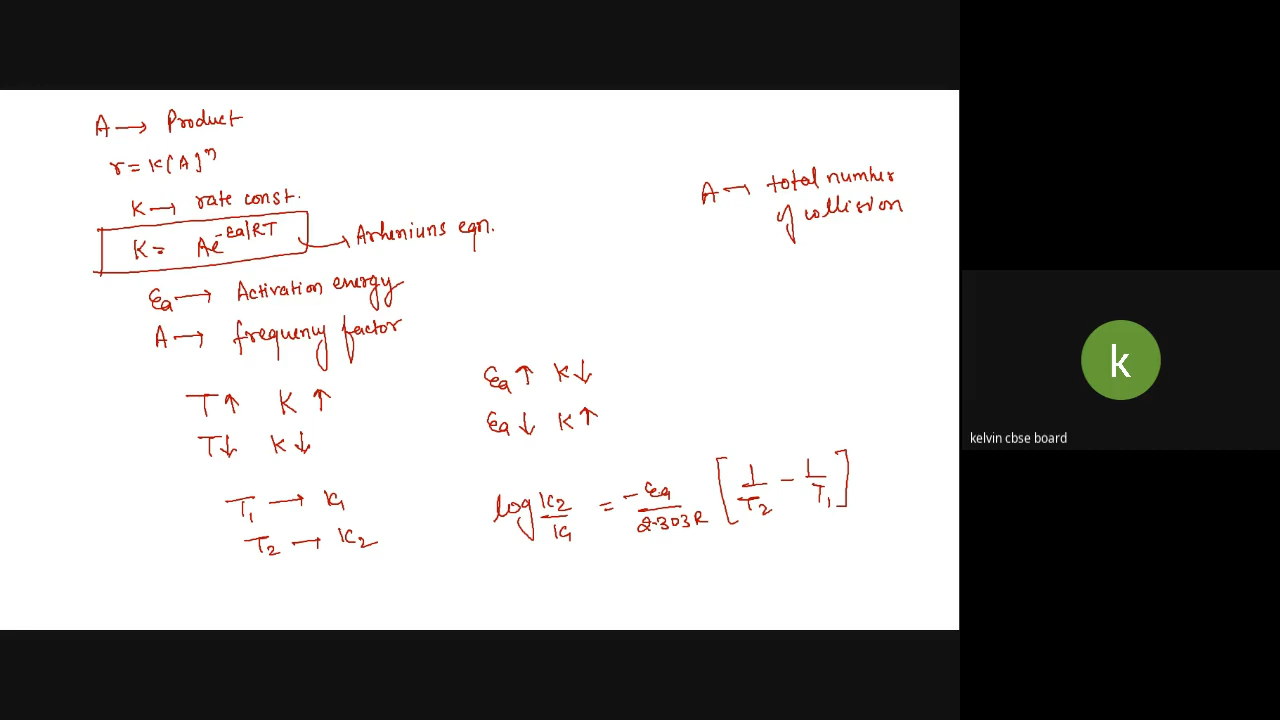 A → Product
r = K[A]^n
K → rate const.
K = Ae^-Ea/RT → Arheniuns eqn.
Ea → Activation energy
A → frequency factor
A → total number
of collision
T↑ K↑
T↓ K↓
Ea↑ K↓
Ea↓ K↑
T1 → K1
T2 → K2
log K2/K1 = -Ea/2.303R [1/T2 - 1/T1]
k
kelvin cbse board